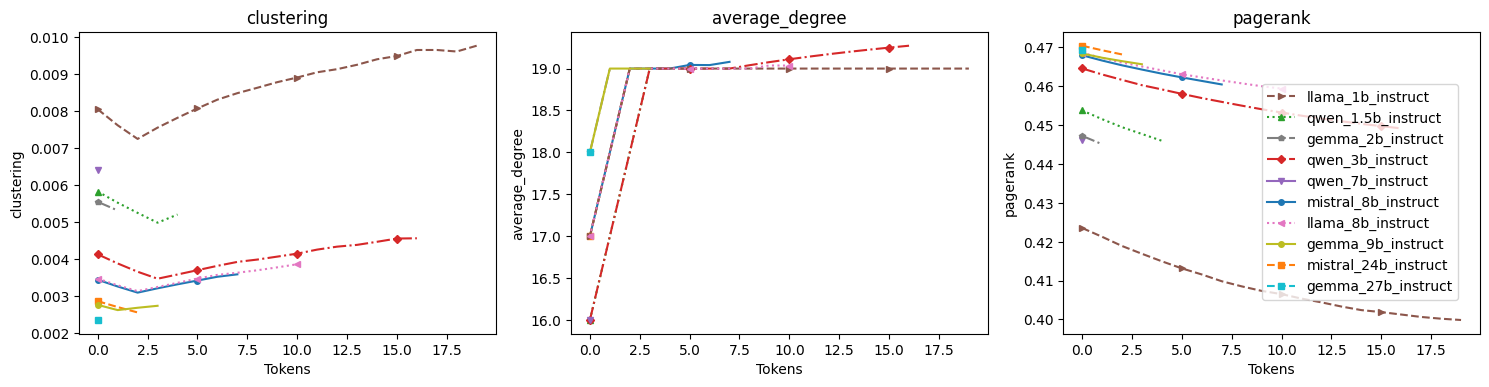 clustering
clustering
0.010
0.009
0.008
0.007
0.006
0.005
0.004
0.003
0.002
0.0 2.5 5.0 7.5 10.0 12.5 15.0 17.5
Tokens
average_degree
average_degree
19.0
18.5
18.0
17.5
17.0
16.5
16.0
0.0 2.5 5.0 7.5 10.0 12.5 15.0 17.5
Tokens
pagerank
pagerank
0.47
0.46
0.45
0.44
0.43
0.42
0.41
0.40
0.0 2.5 5.0 7.5 10.0 12.5 15.0 17.5
Tokens
llama_1b_instruct
qwen_1.5b_instruct
gemma_2b_instruct
qwen_3b_instruct
qwen_7b_instruct
mistral_8b_instruct
llama_8b_instruct
gemma_9b_instruct
mistral_24b_instruct
gemma_27b_instruct